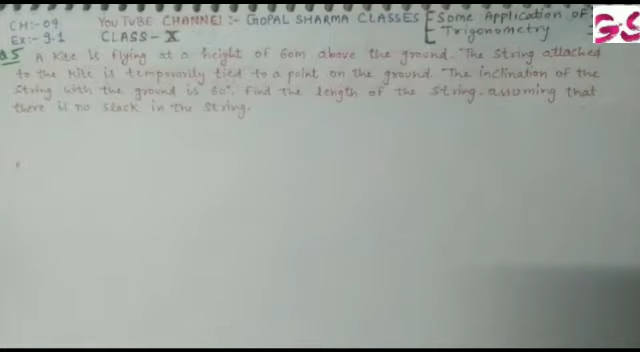 CH:- 09 YOUTUBE CHANNEL :- GOPAL SHARMA CLASSES [Some Application of
Ex:- 9.1 CLASS - X Trigonometry
GS
Q5 A Kite is flying at a height of 60m above the ground. The String attached
to the Kite is temporarily tied to a point on the ground. The inclination of the
String with the ground is 60°. Find the length of the String. assuming that
there is no slack in the String.